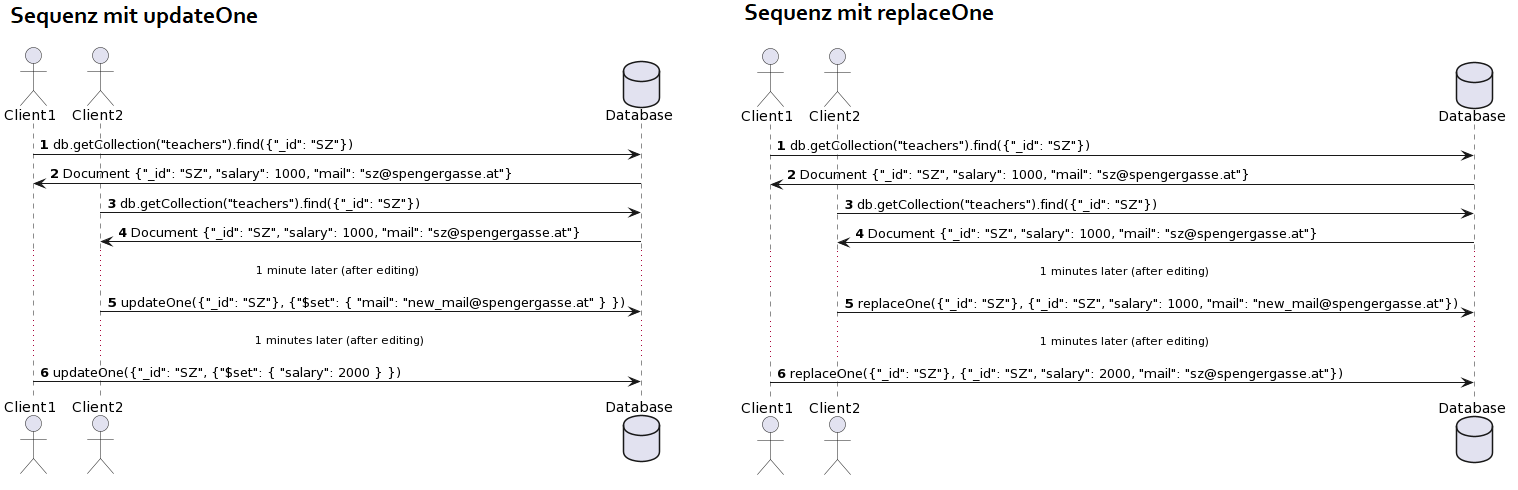 Sequenz mit updateOne
Client1 Client2 Database
1 db.getCollection("teachers").find({"_id": "SZ"})
2 Document {"_id": "SZ", "salary": 1000, "mail": "sz@spengergasse.at"}
3 db.getCollection("teachers").find({"_id": "SZ"})
4 Document {"_id": "SZ", "salary": 1000, "mail": "sz@spengergasse.at"}
1 minute later (after editing)
5 updateOne({"_id": "SZ"}, {"$set": { "mail": "new_mail@spengergasse.at" } })
1 minutes later (after editing)
6 updateOne({"_id": "SZ", {"$set": { "salary": 2000 } })
Client1 Client2 Database
Sequenz mit replaceOne
Client1 Client2 Database
1 db.getCollection("teachers").find({"_id": "SZ"})
2 Document {"_id": "SZ", "salary": 1000, "mail": "sz@spengergasse.at"}
3 db.getCollection("teachers").find({"_id": "SZ"})
4 Document {"_id": "SZ", "salary": 1000, "mail": "sz@spengergasse.at"}
1 minutes later (after editing)
5 replaceOne({"_id": "SZ"}, {"_id": "SZ", "salary": 1000, "mail": "new_mail@spengergasse.at"})
1 minutes later (after editing)
6 replaceOne({"_id": "SZ"}, {"_id": "SZ", "salary": 2000, "mail": "sz@spengergasse.at"})
Client1 Client2 Database